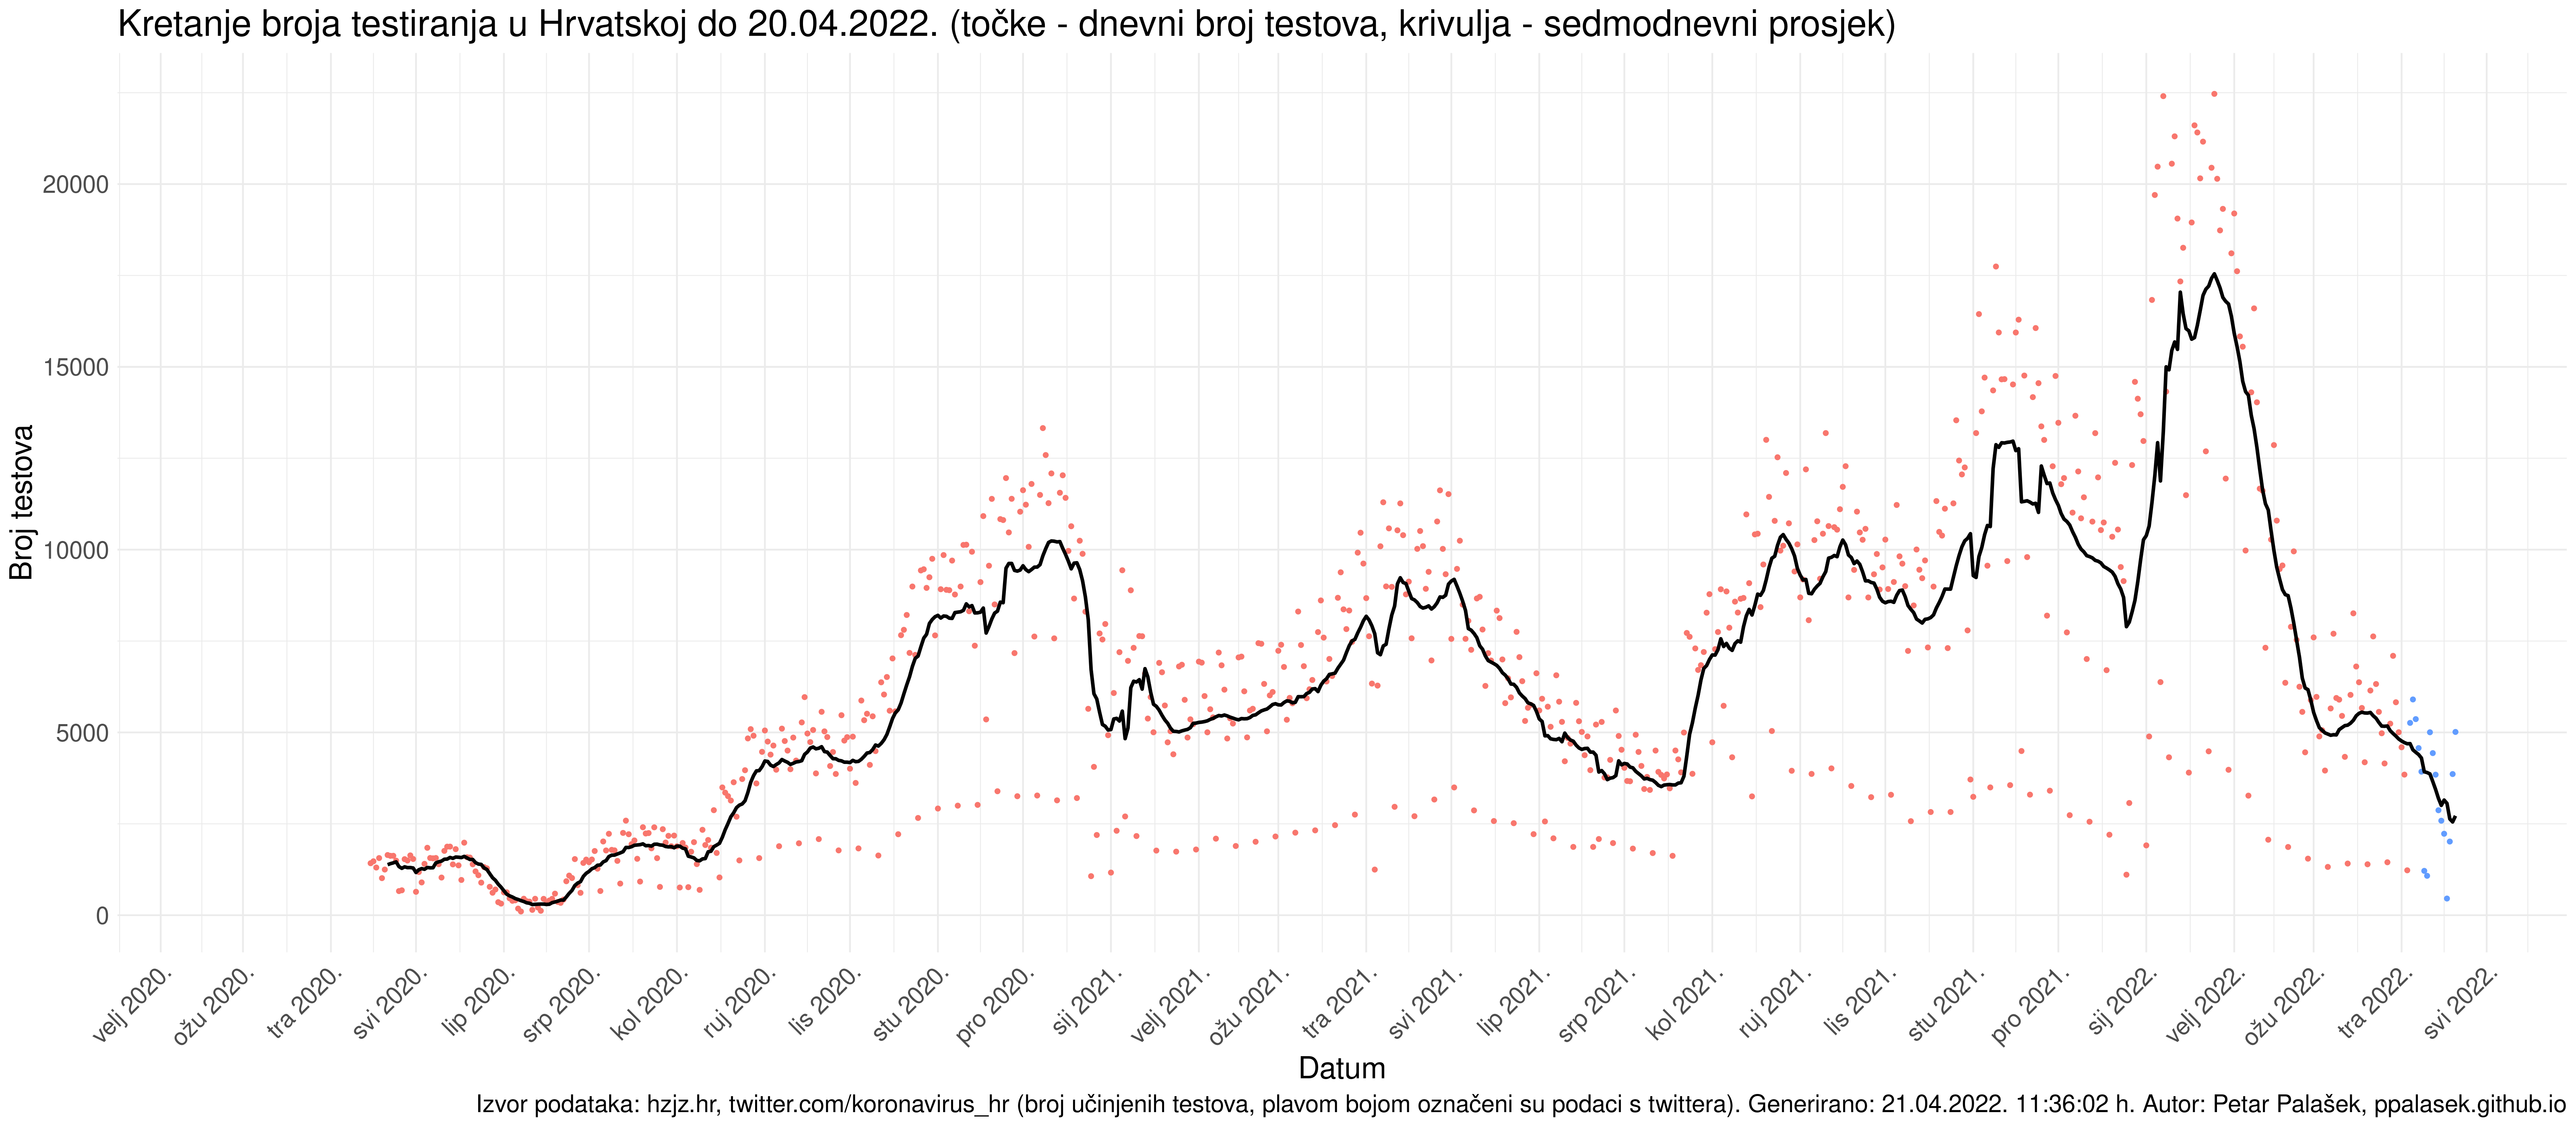 Kretanje broja testiranja u Hrvatskoj do 20.04.2022. (točke - dnevni broj testova, krivulja - sedmodnevni prosjek)
Broj testova
20000
15000
10000
5000
0
velj 2020.
ožu 2020.
tra 2020.
svi 2020.
lip 2020.
srp 2020.
kol 2020.
ruj 2020.
lis 2020.
stu 2020.
pro 2020.
sij 2021.
velj 2021.
ožu 2021.
tra 2021.
svi 2021.
lip 2021.
srp 2021.
kol 2021.
ruj 2021.
lis 2021.
stu 2021.
pro 2021.
sij 2022.
velj 2022.
ožu 2022.
tra 2022.
svi 2022.
Datum
Izvor podataka: hzjz.hr, twitter.com/koronavirus_hr (broj učinjenih testova, plavom bojom označeni su podaci s twittera). Generirano: 21.04.2022. 11:36:02 h. Autor: Petar Palašek, ppalasek.github.io